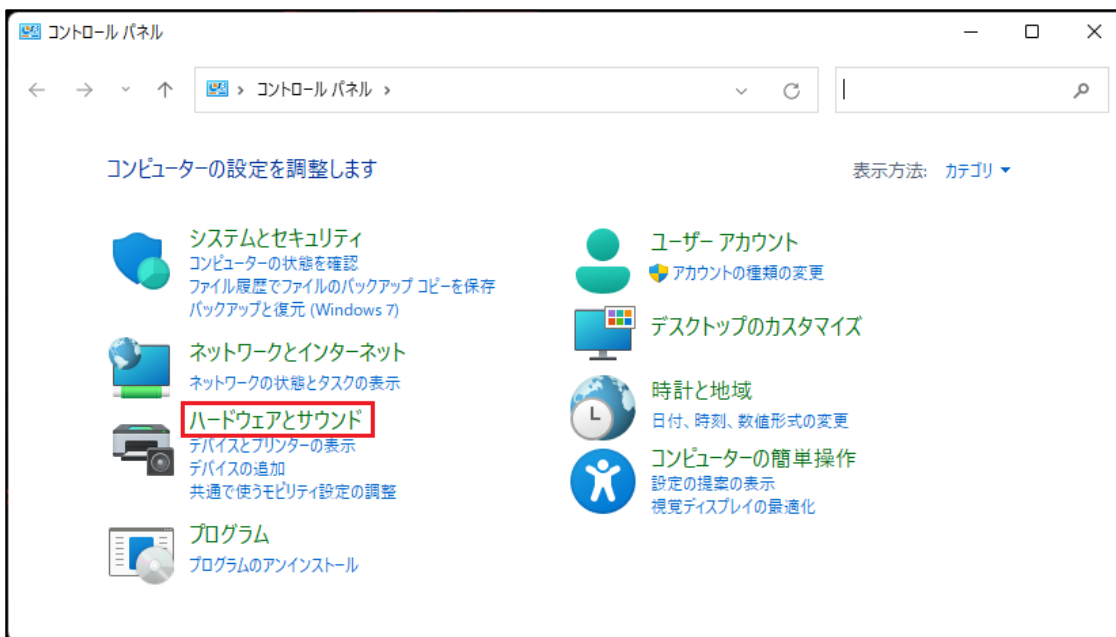 コントロール パネル
コントロール パネル
コンピューターの設定を調整します
表示方法: カテゴリ
システムとセキュリティ
コンピューターの状態を確認
ファイル履歴でファイルのバックアップ コピーを保存
バックアップと復元 (Windows 7)
ネットワークとインターネット
ネットワークの状態とタスクの表示
ハードウェアとサウンド
デバイスとプリンターの表示
デバイスの追加
共通で使うモビリティ設定の調整
プログラム
プログラムのアンインストール
ユーザー アカウント
アカウントの種類の変更
デスクトップのカスタマイズ
時計と地域
日付、時刻、数値形式の変更
コンピューターの簡単操作
設定の提案の表示
視覚ディスプレイの最適化